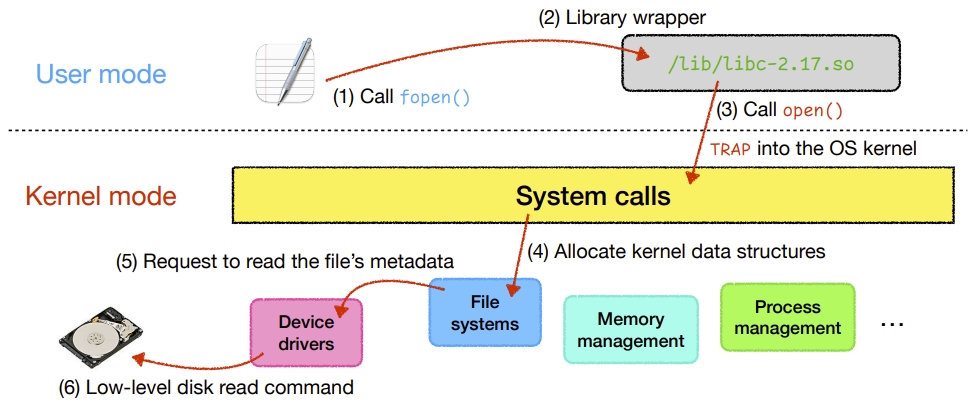 (2) Library wrapper
User mode
/lib/libc-2.17.so
(1) Call fopen()
(3) Call open()
TRAP into the OS kernel
Kernel mode
System calls
(4) Allocate kernel data structures
(5) Request to read the file's metadata
File
systems
Device
drivers
Memory
management
Process
management
...
(6) Low-level disk read command